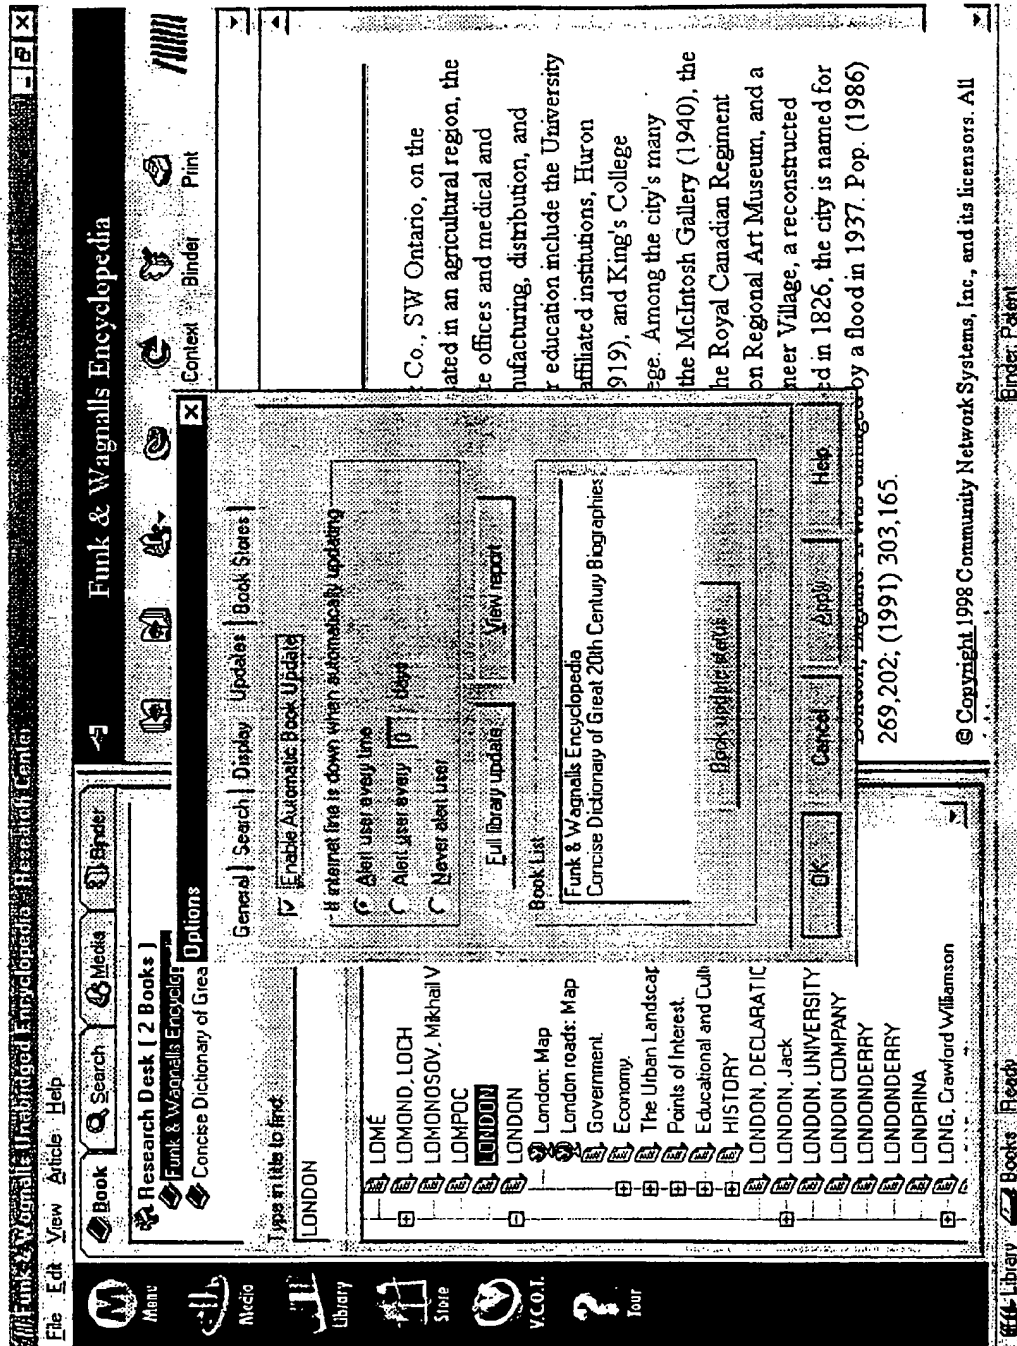 Funk & Wagnalls Unabridged Encyclopedia: Research Center
File Edit View Article Help
Book Search Media Binder
Funk & Wagnalls Encyclopedia
Context Binder Print
Menu
Media
Library
Store
V.C.O.T.
Tour
Research Desk [ 2 Books ]
Funk & Wagnalls Encyclo
Concise Dictionary of Grea
Type in title to find:
LONDON
LOMÉ
LOMOND, LOCH
LOMONOSOV, Mikhail V
LOMPOC
LONDON
LONDON
London: Map
London roads: Map
Government.
Economy.
The Urban Landscap
Points of Interest.
Educational and Cult
HISTORY
LONDON, DECLARATIC
LONDON, Jack
LONDON, UNIVERSITY
LONDON COMPANY
LONDONDERRY
LONDONDERRY
LONDRINA
LONG, Crawford Williamson
Options
General Search Display Updates Book Stores
Enable Automatic Book Update
If internet line is down when automatically updating
Alert user every time
Alert user every 0 days
Never alert user
Full library update
View report
Book List
Funk & Wagnalls Encyclopedia
Concise Dictionary of Great 20th Century Biographies
Book update status
OK Cancel Apply Help
Co., SW Ontario, on the
ated in an agricultural region, the
e offices and medical and
nufacturing, distribution, and
r education include the University
affiliated institutions, Huron
919), and King's College
ege. Among the city's many
the McIntosh Gallery (1940), the
he Royal Canadian Regiment
on Regional Art Museum, and a
neer Village, a reconstructed
ed in 1826, the city is named for
London, England. It was damaged by a flood in 1937. Pop. (1986)
269,202; (1991) 303,165.
© Copyright 1998 Community Network Systems, Inc., and its licensors. All
Library Books Ready Binder: Patent